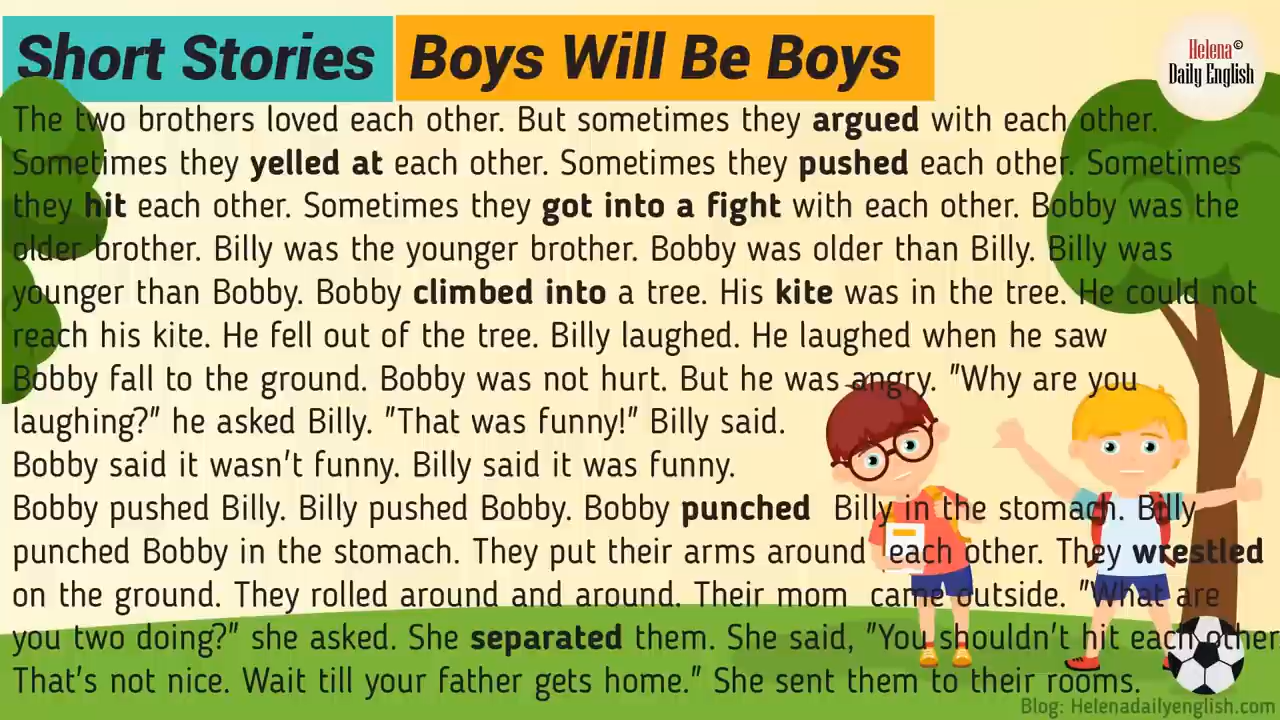 Short Stories Boys Will Be Boys
Helena©
Daily English
The two brothers loved each other. But sometimes they argued with each other.
Sometimes they yelled at each other. Sometimes they pushed each other. Sometimes
they hit each other. Sometimes they got into a fight with each other. Bobby was the
older brother. Billy was the younger brother. Bobby was older than Billy. Billy was
younger than Bobby. Bobby climbed into a tree. His kite was in the tree. He could not
reach his kite. He fell out of the tree. Billy laughed. He laughed when he saw
Bobby fall to the ground. Bobby was not hurt. But he was angry. "Why are you
laughing?" he asked Billy. "That was funny!" Billy said.
Bobby said it wasn't funny. Billy said it was funny.
Bobby pushed Billy. Billy pushed Bobby. Bobby punched Billy in the stomach. Billy
punched Bobby in the stomach. They put their arms around each other. They wrestled
on the ground. They rolled around and around. Their mom came outside. "What are
you two doing?" she asked. She separated them. She said, "You shouldn't hit each other
That's not nice. Wait till your father gets home." She sent them to their rooms.
Blog: Helenadailyenglish.com